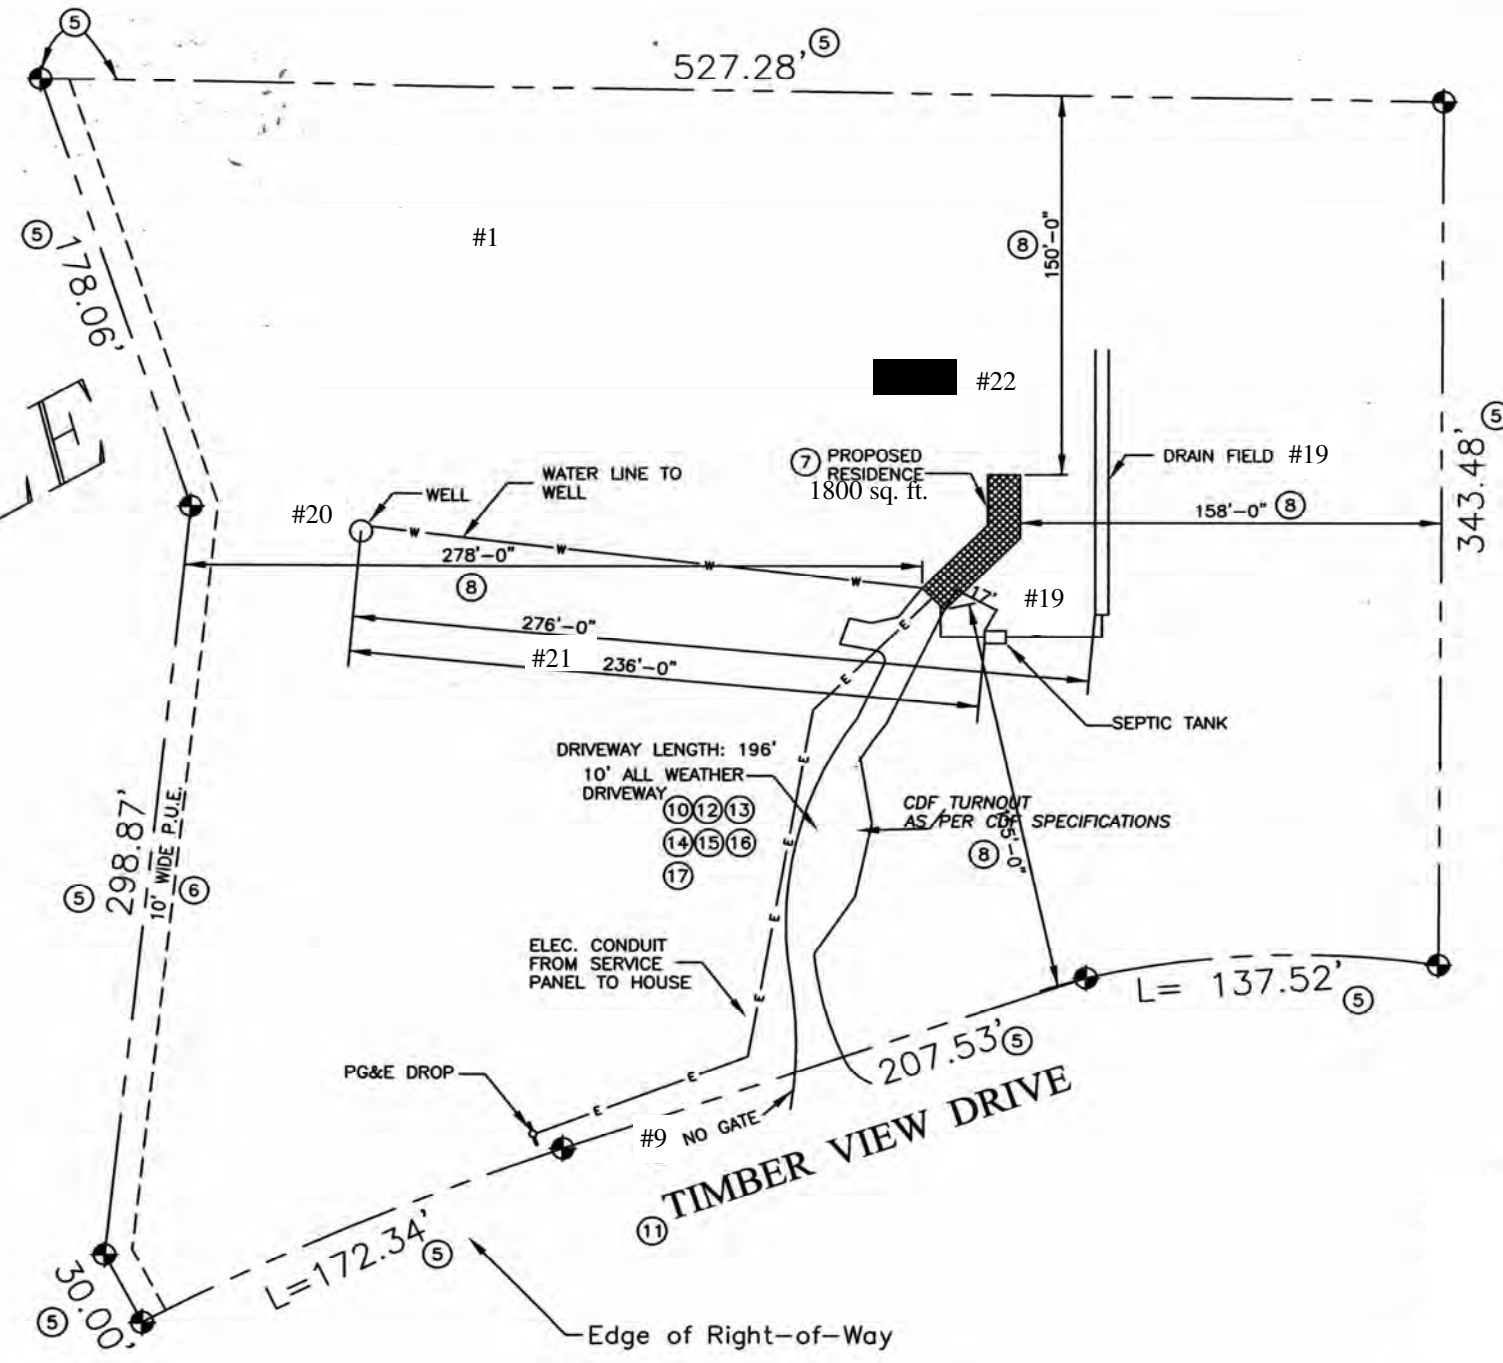 5
527.28' 5
5 178.06'
#1
8 150'-0"
#22
343.48' 5
E
7 PROPOSED
RESIDENCE
1800 sq. ft.
DRAIN FIELD #19
WATER LINE TO
WELL
WELL
#20
W W W W
278'-0"
8
158'-0" 8
17'
#19
276'-0"
#21
236'-0"
SEPTIC TANK
DRIVEWAY LENGTH: 196'
10' ALL WEATHER
DRIVEWAY
10 12 13
14 15 16
17
CDF TURNOUT
AS PER CDF SPECIFICATIONS
8
5'-0"
5 298.87'
10' WIDE P.U.E.
6
ELEC. CONDUIT
FROM SERVICE
PANEL TO HOUSE
E E E E E E E E
L= 137.52' 5
207.53' 5
PG&E DROP
#9 NO GATE
11 TIMBER VIEW DRIVE
L=172.34' 5
30.00'
5
Edge of Right-of-Way